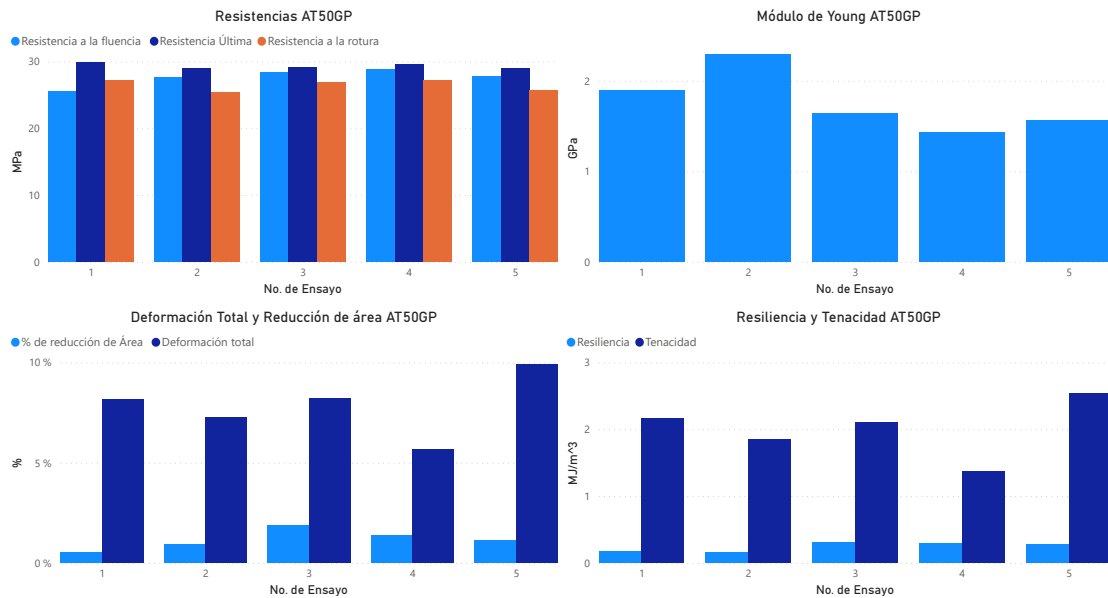 Resistencias AT50GP
Resistencia a la fluencia Resistencia Última Resistencia a la rotura
30
20
10
0
MPa
1 2 3 4 5
No. de Ensayo
Módulo de Young AT50GP
2
1
0
GPa
1 2 3 4 5
No. de Ensayo
Deformación Total y Reducción de área AT50GP
% de reducción de Área Deformación total
10 %
5 %
0 %
%
1 2 3 4 5
No. de Ensayo
Resiliencia y Tenacidad AT50GP
Resiliencia Tenacidad
3
2
1
0
MJ/m^3
1 2 3 4 5
No. de Ensayo